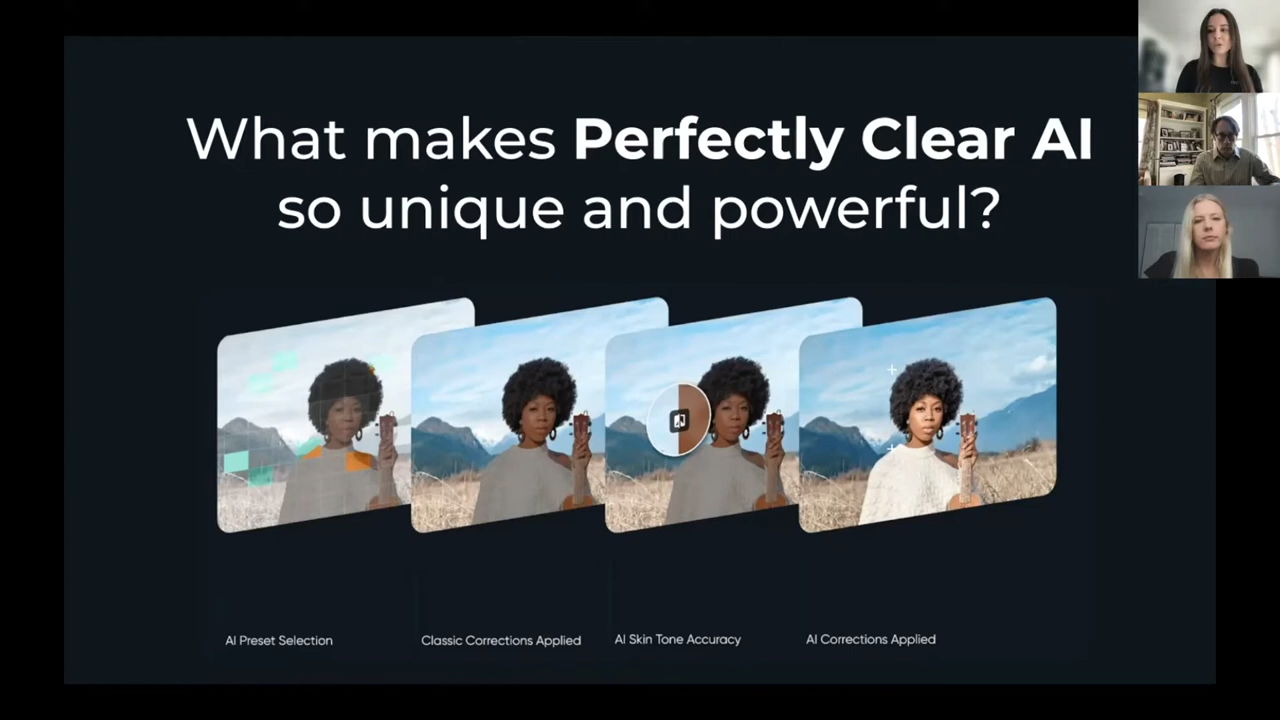 What makes Perfectly Clear AI
so unique and powerful?
AI Preset Selection
Classic Corrections Applied
AI Skin Tone Accuracy
AI Corrections Applied